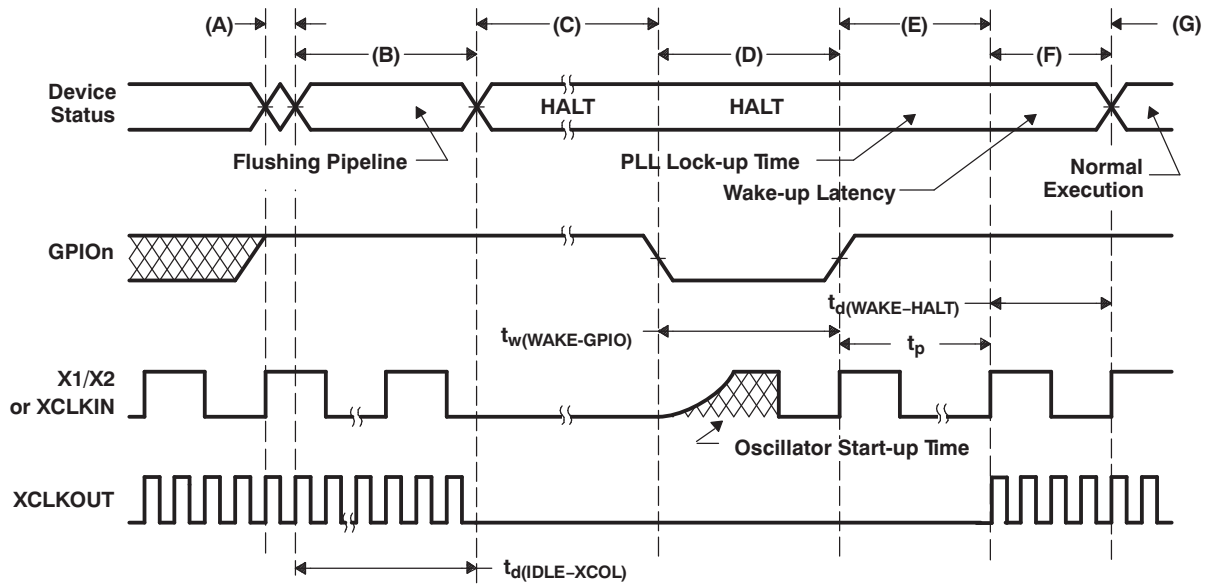 (A)
(B)
(C)
(D)
(E)
(F)
(G)
Device
Status
HALT
HALT
Flushing Pipeline
PLL Lock-up Time
Wake-up Latency
Normal
Execution
GPIOn
td(WAKE−HALT)
tw(WAKE-GPIO)
tp
X1/X2
or XCLKIN
Oscillator Start-up Time
XCLKOUT
td(IDLE−XCOL)